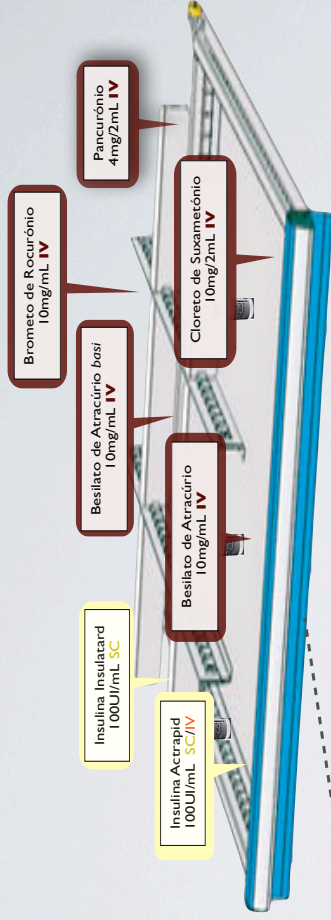 Insulina Insulatard
100UI/mL SC
Insulina Actrapid
100UI/mL SC/IV
Besilato de Atracúrio basi
10mg/mL IV
Besilato de Atracúrio
10mg/mL IV
Brometo de Rocurónio
10mg/mL IV
Cloreto de Suxametónio
10mg/2mL IV
Pancurónio
4mg/2mL IV